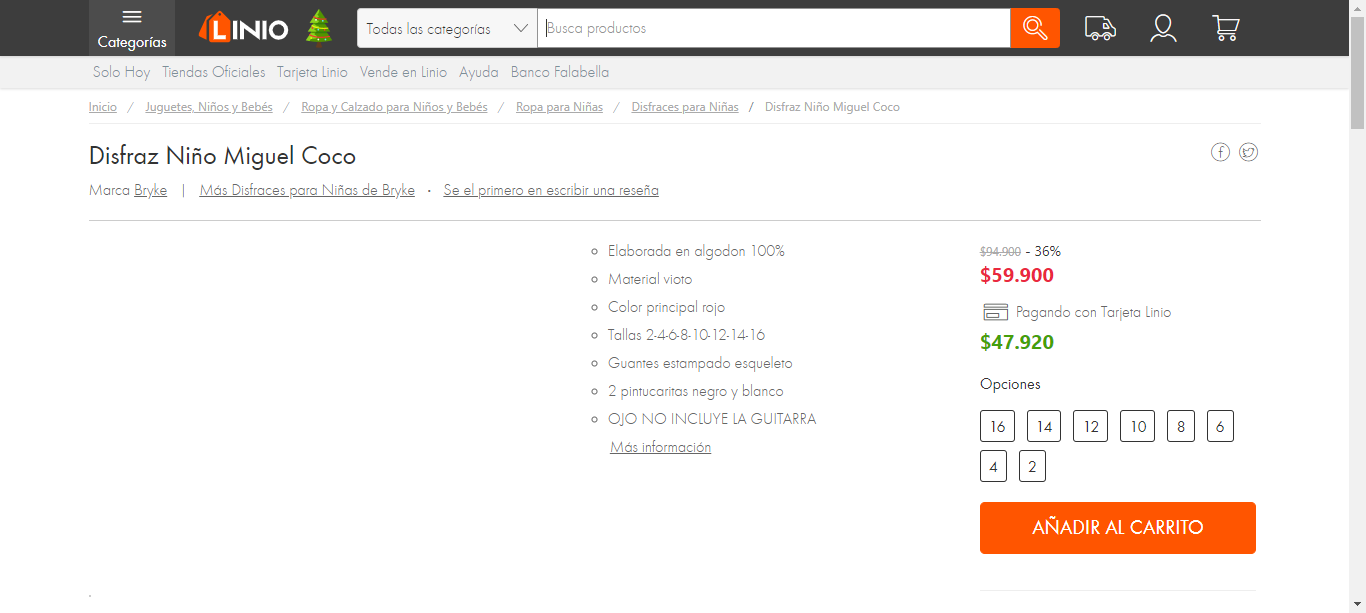 Categorías
LINIO
Todas las categorías
Busca productos
Solo Hoy Tiendas Oficiales Tarjeta Linio Vende en Linio Ayuda Banco Falabella
Inicio / Juguetes, Niños y Bebés / Ropa y Calzado para Niños y Bebés / Ropa para Niñas / Disfraces para Niñas / Disfraz Niño Miguel Coco
Disfraz Niño Miguel Coco
Marca Bryke | Más Disfraces para Niñas de Bryke · Se el primero en escribir una reseña
Elaborada en algodon 100%
Material vioto
Color principal rojo
Tallas 2-4-6-8-10-12-14-16
Guantes estampado esqueleto
2 pintucaritas negro y blanco
OJO NO INCLUYE LA GUITARRA
Más información
$94.900 - 36%
$59.900
Pagando con Tarjeta Linio
$47.920
Opciones
16 14 12 10 8 6
4 2
AÑADIR AL CARRITO